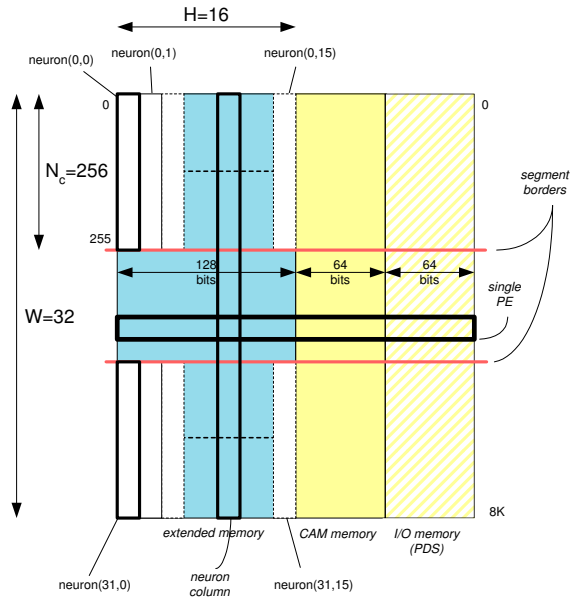 H=16
neuron(0,0)
neuron(0,1)
neuron(0,15)
0
0
N_c=256
segment
borders
255
128
bits
64
bits
64
bits
single
PE
W=32
8K
extended memory
CAM memory
I/O memory
(PDS)
neuron(31,0)
neuron
column
neuron(31,15)